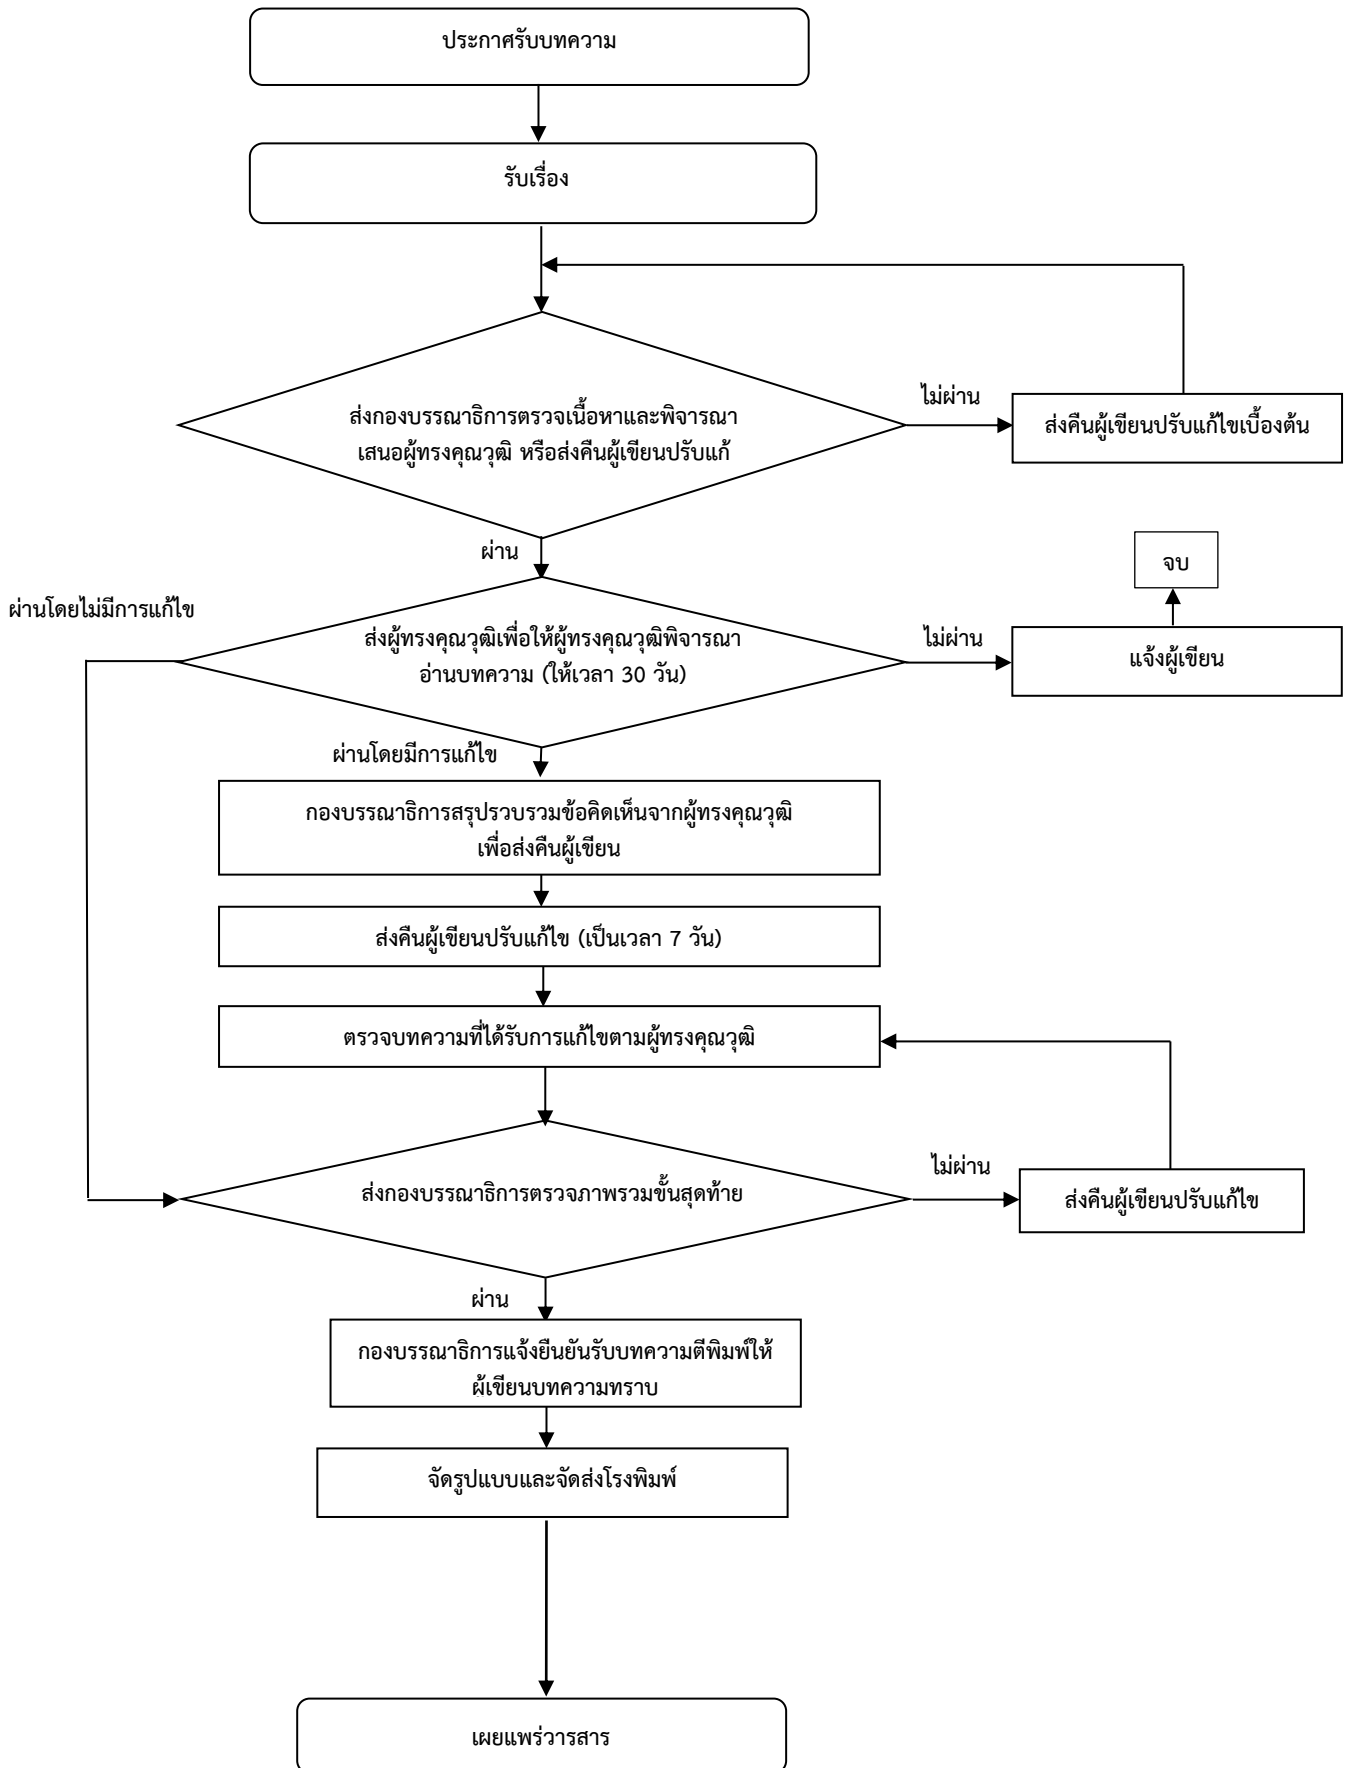 ประกาศรับบทความ
รับเรื่อง
ไม่ผ่าน
ส่งกองบรรณาธิการตรวจเนื้อหาและพิจารณา
เสนอผู้ทรงคุณวุฒิ หรือส่งคืนผู้เขียนปรับแก้
ส่งคืนผู้เขียนปรับแก้ไขเบื้องต้น
ผ่าน
จบ
ผ่านโดยไม่มีการแก้ไข
ส่งผู้ทรงคุณวุฒิเพื่อให้ผู้ทรงคุณวุฒิพิจารณา
อ่านบทความ (ให้เวลา 30 วัน)
ไม่ผ่าน
แจ้งผู้เขียน
ผ่านโดยมีการแก้ไข
กองบรรณาธิการสรุปรวบรวมข้อคิดเห็นจากผู้ทรงคุณวุฒิ
เพื่อส่งคืนผู้เขียน
ส่งคืนผู้เขียนปรับแก้ไข (เป็นเวลา 7 วัน)
ตรวจบทความที่ได้รับการแก้ไขตามผู้ทรงคุณวุฒิ
ไม่ผ่าน
ส่งกองบรรณาธิการตรวจภาพรวมขั้นสุดท้าย
ส่งคืนผู้เขียนปรับแก้ไข
ผ่าน
กองบรรณาธิการแจ้งยืนยันรับบทความตีพิมพ์ให้
ผู้เขียนบทความทราบ
จัดรูปแบบและจัดส่งโรงพิมพ์
เผยแพร่วารสาร